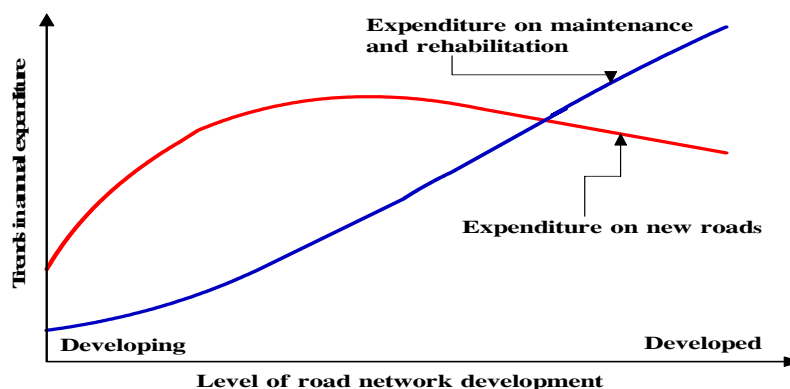 Expenditure on maintenance
and rehabilitation
Trends in annual expenditure
Expenditure on new roads
Developing
Developed
Level of road network development